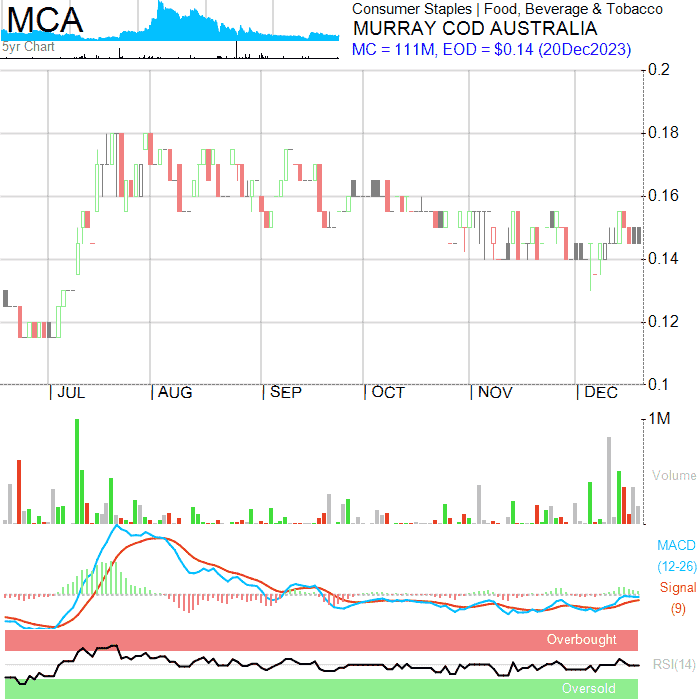 MCA
5yr Chart
Consumer Staples | Food, Beverage & Tobacco
MURRAY COD AUSTRALIA
MC = 111M, EOD = $0.14 (20Dec2023)
0.2
0.18
0.16
0.14
0.12
0.1
| JUL | AUG | SEP | OCT | NOV | DEC
1M
Volume
MACD
(12-26)
Signal
(9)
Overbought
RSI(14)
Oversold